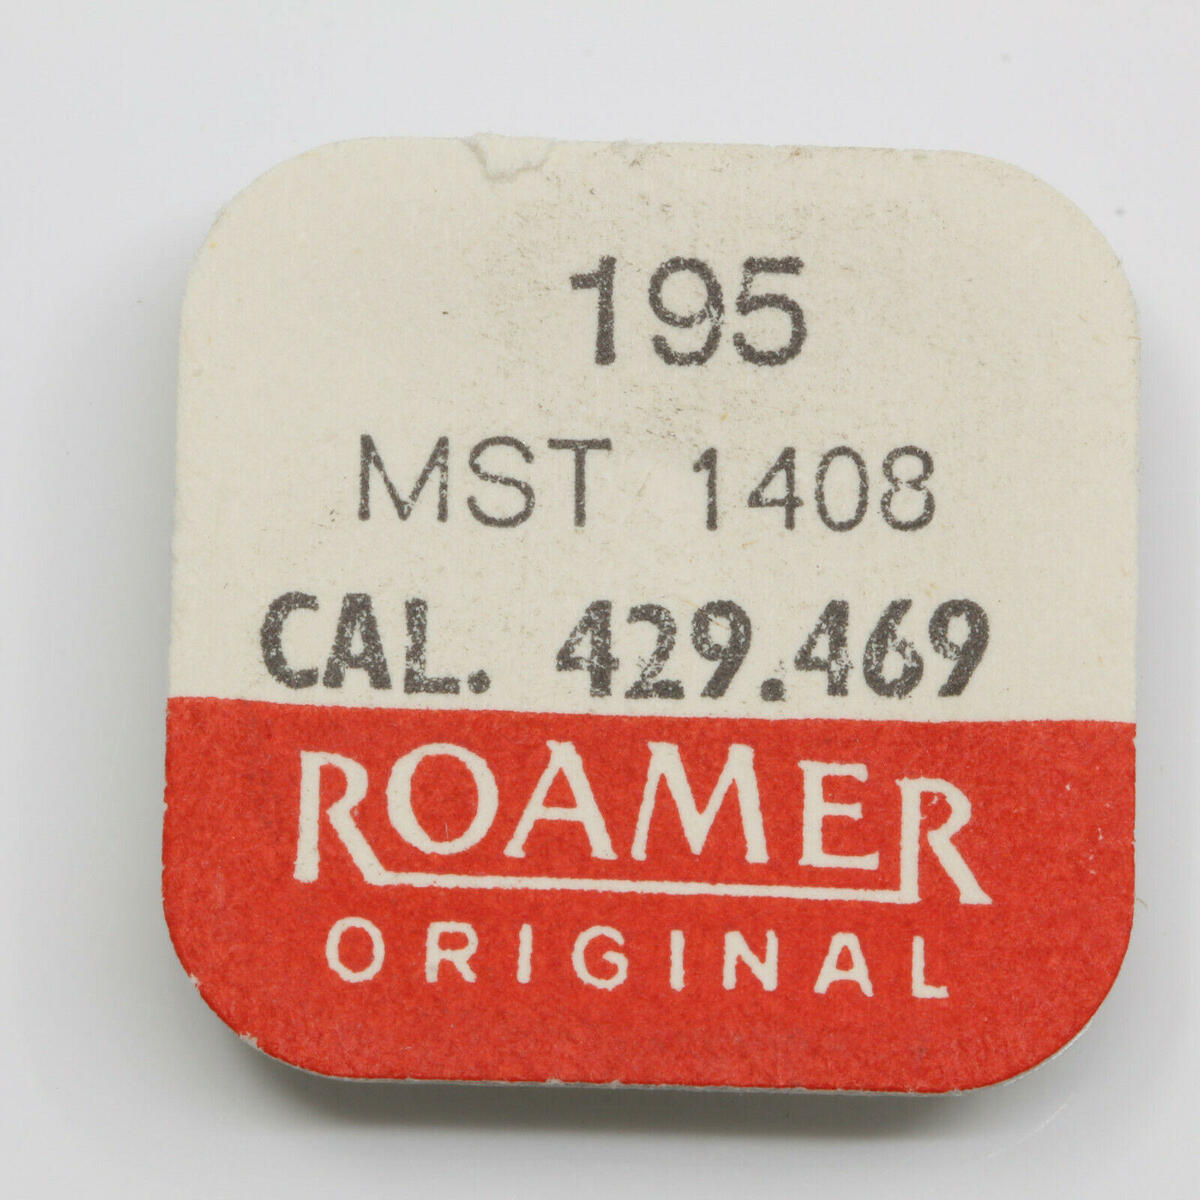 195
MST 1408
CAL. 429.469
ROAMER
ORIGINAL